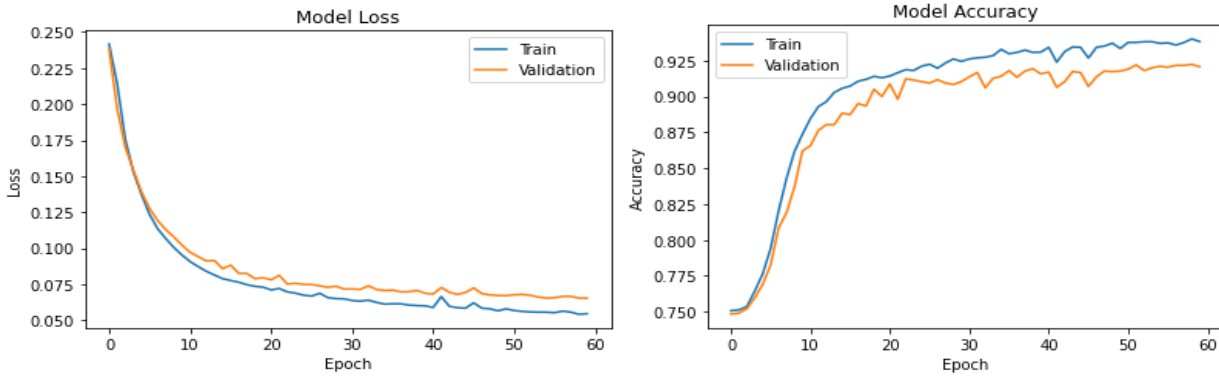 Model Loss
0.250
0.225
0.200
0.175
0.150
0.125
0.100
0.075
0.050
Loss
0 10 20 30 40 50 60
Epoch
Train
Validation
Model Accuracy
0.925
0.900
0.875
0.850
0.825
0.800
0.775
0.750
Accuracy
0 10 20 30 40 50 60
Epoch
Train
Validation